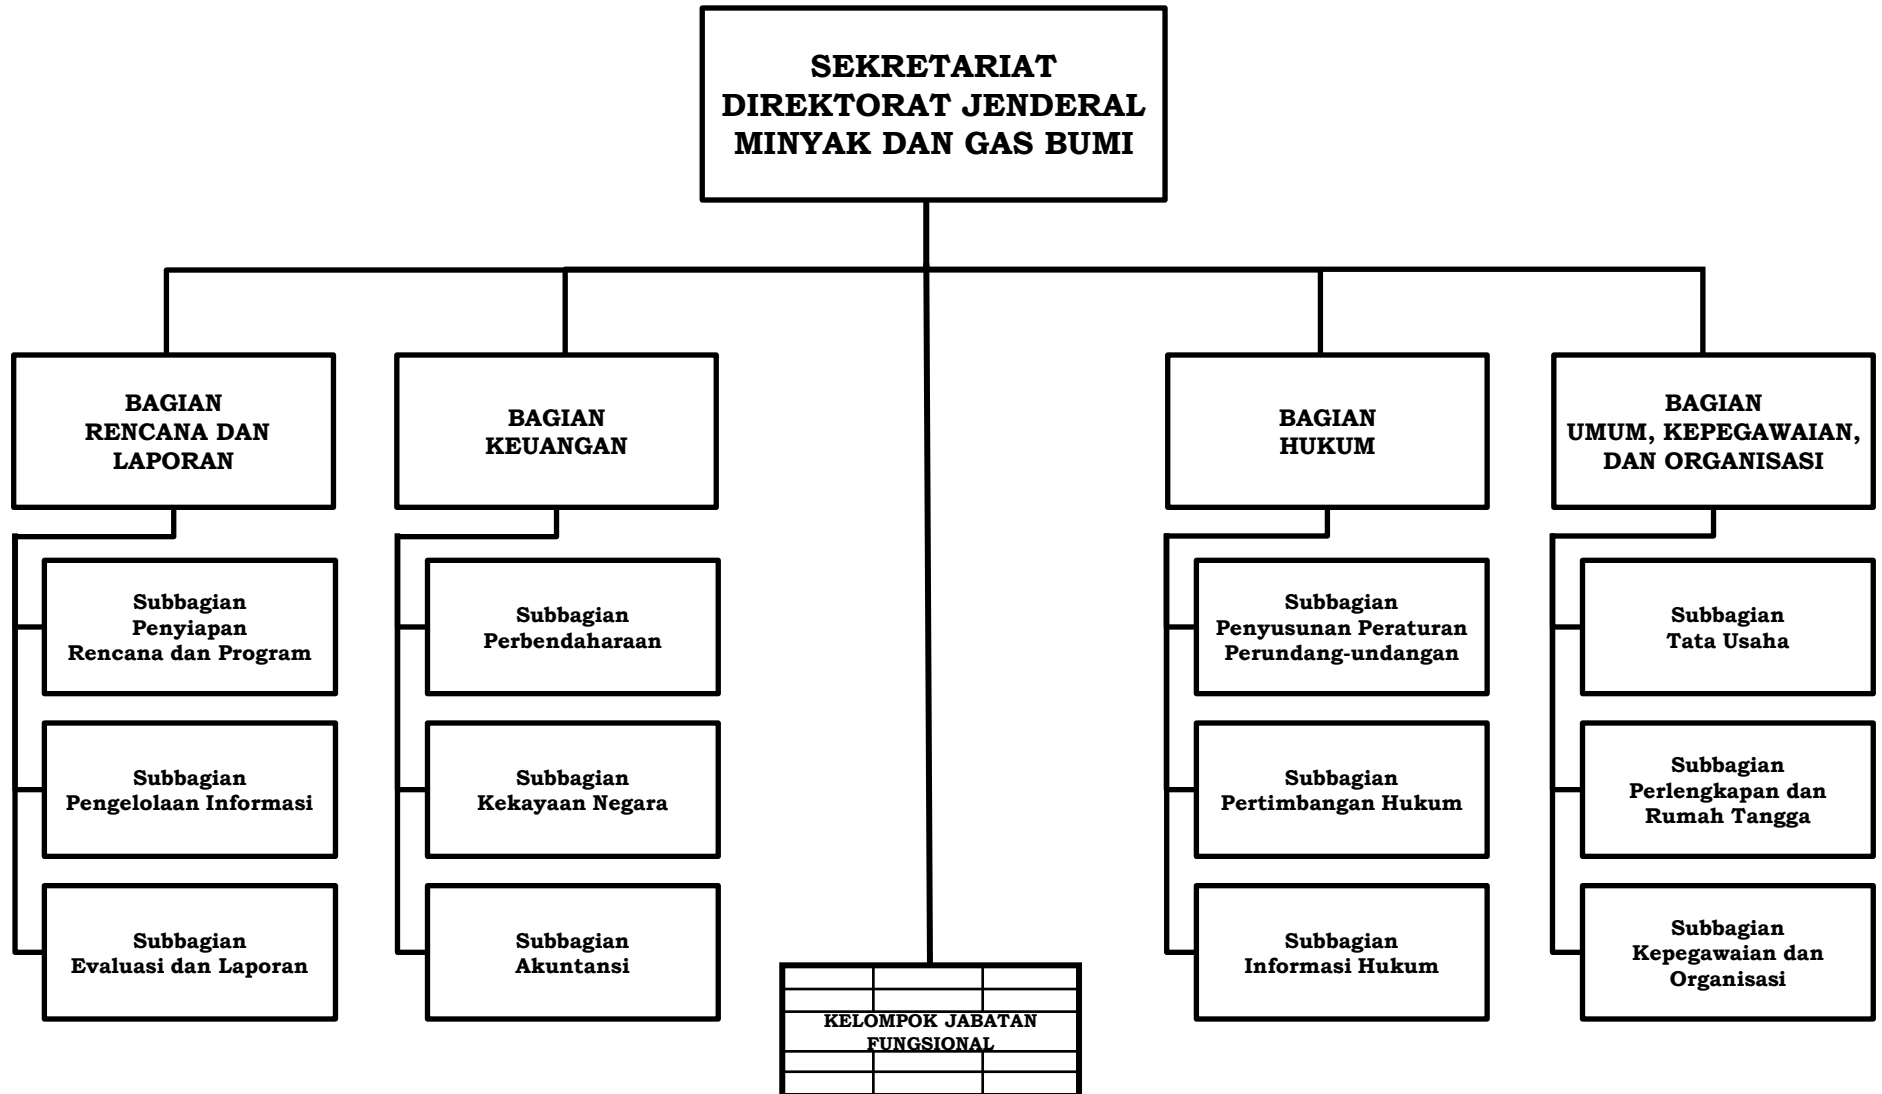 SEKRETARIAT
DIREKTORAT JENDERAL
MINYAK DAN GAS BUMI
BAGIAN
RENCANA DAN
LAPORAN
Subbagian
Penyiapan
Rencana dan Program
Subbagian
Pengelolaan Informasi
Subbagian
Evaluasi dan Laporan
BAGIAN
KEUANGAN
Subbagian
Perbendaharaan
Subbagian
Kekayaan Negara
Subbagian
Akuntansi
KELOMPOK JABATAN
FUNGSIONAL
BAGIAN
HUKUM
Subbagian
Penyusunan Peraturan
Perundang-undangan
Subbagian
Pertimbangan Hukum
Subbagian
Informasi Hukum
BAGIAN
UMUM, KEPEGAWAIAN,
DAN ORGANISASI
Subbagian
Tata Usaha
Subbagian
Perlengkapan dan
Rumah Tangga
Subbagian
Kepegawaian dan
Organisasi